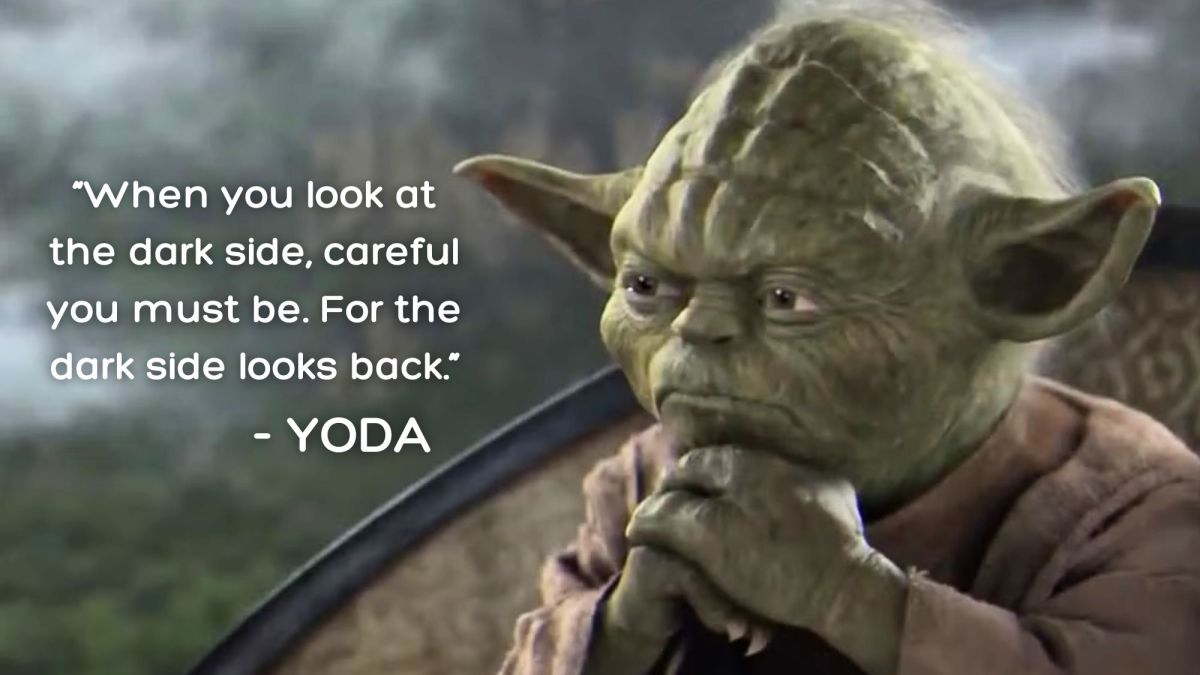 “When you look at
the dark side, careful
you must be. For the
dark side looks back.”
- YODA